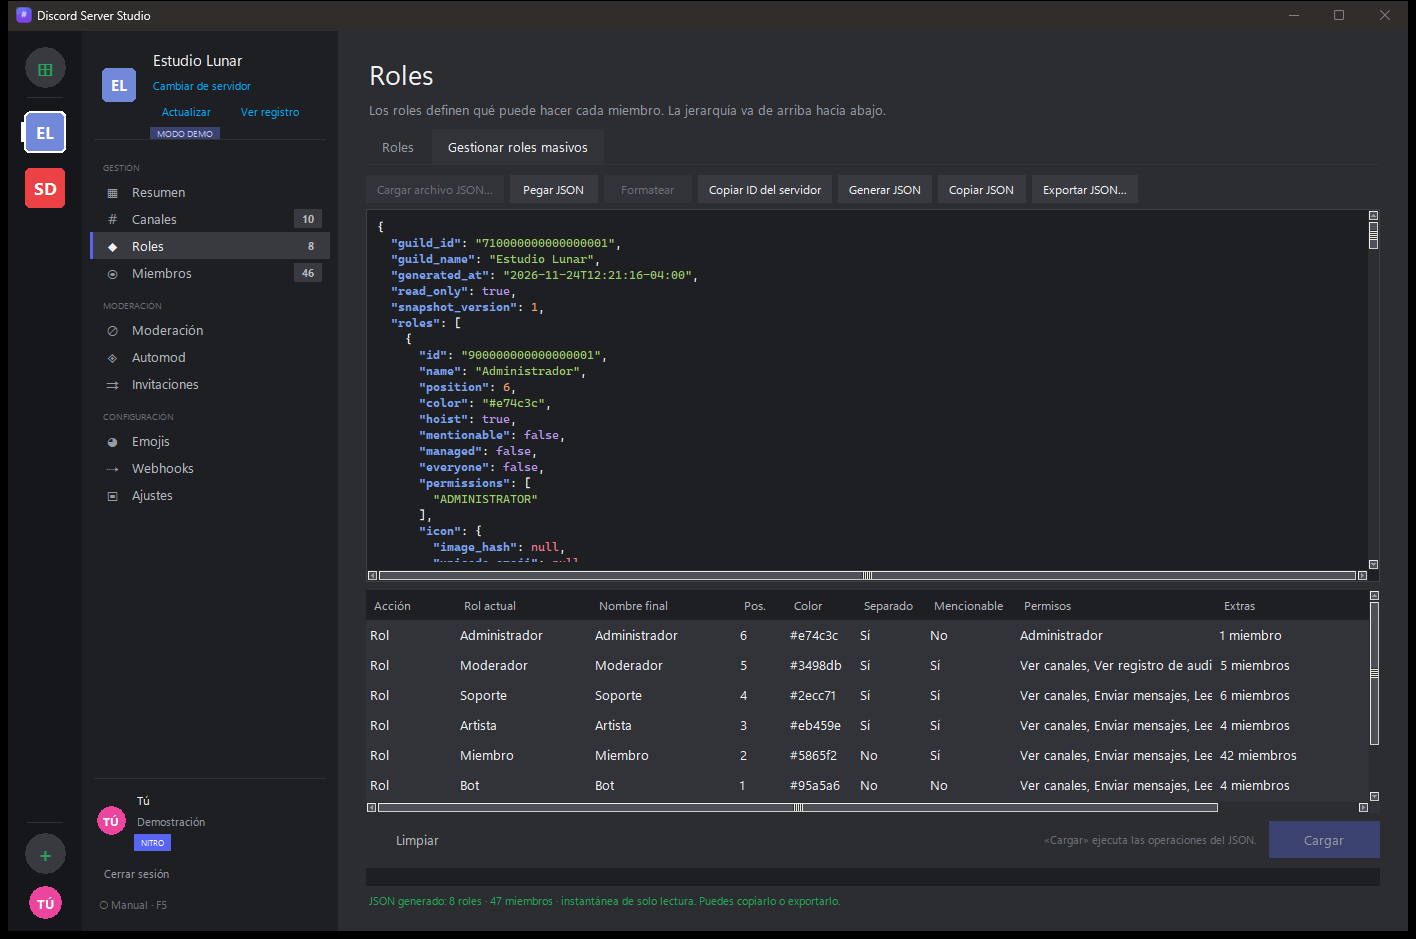 Discord Server Studio
EL
SD
+
TÚ
EL
Estudio Lunar
Cambiar de servidor
Actualizar
Ver registro
MODO DEMO
GESTIÓN
Resumen
# Canales 10
Roles 8
Miembros 46
MODERACIÓN
Moderación
Automod
Invitaciones
CONFIGURACIÓN
Emojis
Webhooks
Ajustes
TÚ
Tú
Demostración
NITRO
Cerrar sesión
Manual · F5
Roles
Los roles definen qué puede hacer cada miembro. La jerarquía va de arriba hacia abajo.
Roles
Gestionar roles masivos
Cargar archivo JSON...
Pegar JSON
Formatear
Copiar ID del servidor
Generar JSON
Copiar JSON
Exportar JSON...
{
"guild_id": "710000000000000001",
"guild_name": "Estudio Lunar",
"generated_at": "2026-11-24T12:21:16-04:00",
"read_only": true,
"snapshot_version": 1,
"roles": [
{
"id": "900000000000000001",
"name": "Administrador",
"position": 6,
"color": "#e74c3c",
"hoist": true,
"mentionable": false,
"managed": false,
"everyone": false,
"permissions": [
"ADMINISTRATOR"
],
"icon": {
"image_hash": null,
Acción Rol actual Nombre final Pos. Color Separado Mencionable Permisos Extras
Rol Administrador Administrador 6 #e74c3c Sí No Administrador 1 miembro
Rol Moderador Moderador 5 #3498db Sí Sí Ver canales, Ver registro de audi 5 miembros
Rol Soporte Soporte 4 #2ecc71 Sí Sí Ver canales, Enviar mensajes, Lee 6 miembros
Rol Artista Artista 3 #eb459e Sí Sí Ver canales, Enviar mensajes, Lee 4 miembros
Rol Miembro Miembro 2 #5865f2 No Sí Ver canales, Enviar mensajes, Lee 42 miembros
Rol Bot Bot 1 #95a5a6 No No Ver canales, Enviar mensajes, Lee 4 miembros
Limpiar
«Cargar» ejecuta las operaciones del JSON.
Cargar
JSON generado: 8 roles · 47 miembros · instantánea de solo lectura. Puedes copiarlo o exportarlo.